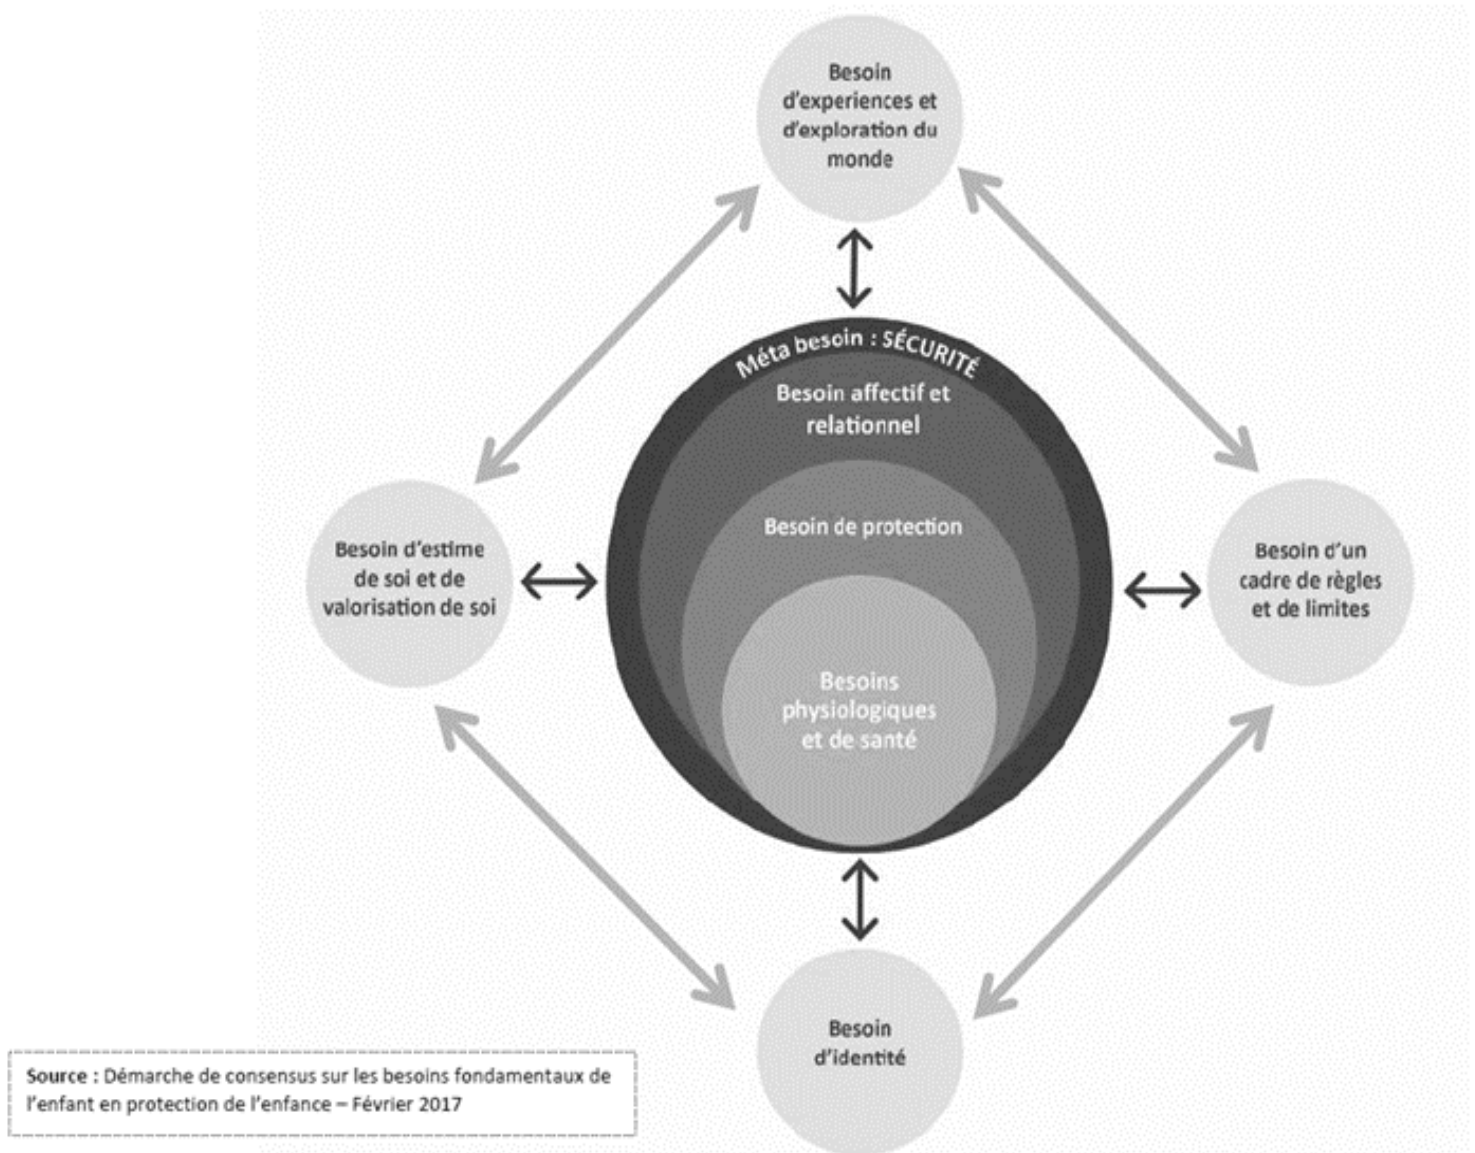 Besoin
d'experiences et
d'exploration du
monde
Méta besoin : SÉCURITÉ
Besoin affectif et
relationnel
Besoin de protection
Besoins
physiologiques
et de santé
Besoin d'estime
de soi et de
valorisation de soi
Besoin d'un
cadre de règles
et de limites
Besoin
d'identité
Source : Démarche de consensus sur les besoins fondamentaux de
l'enfant en protection de l'enfance – Février 2017